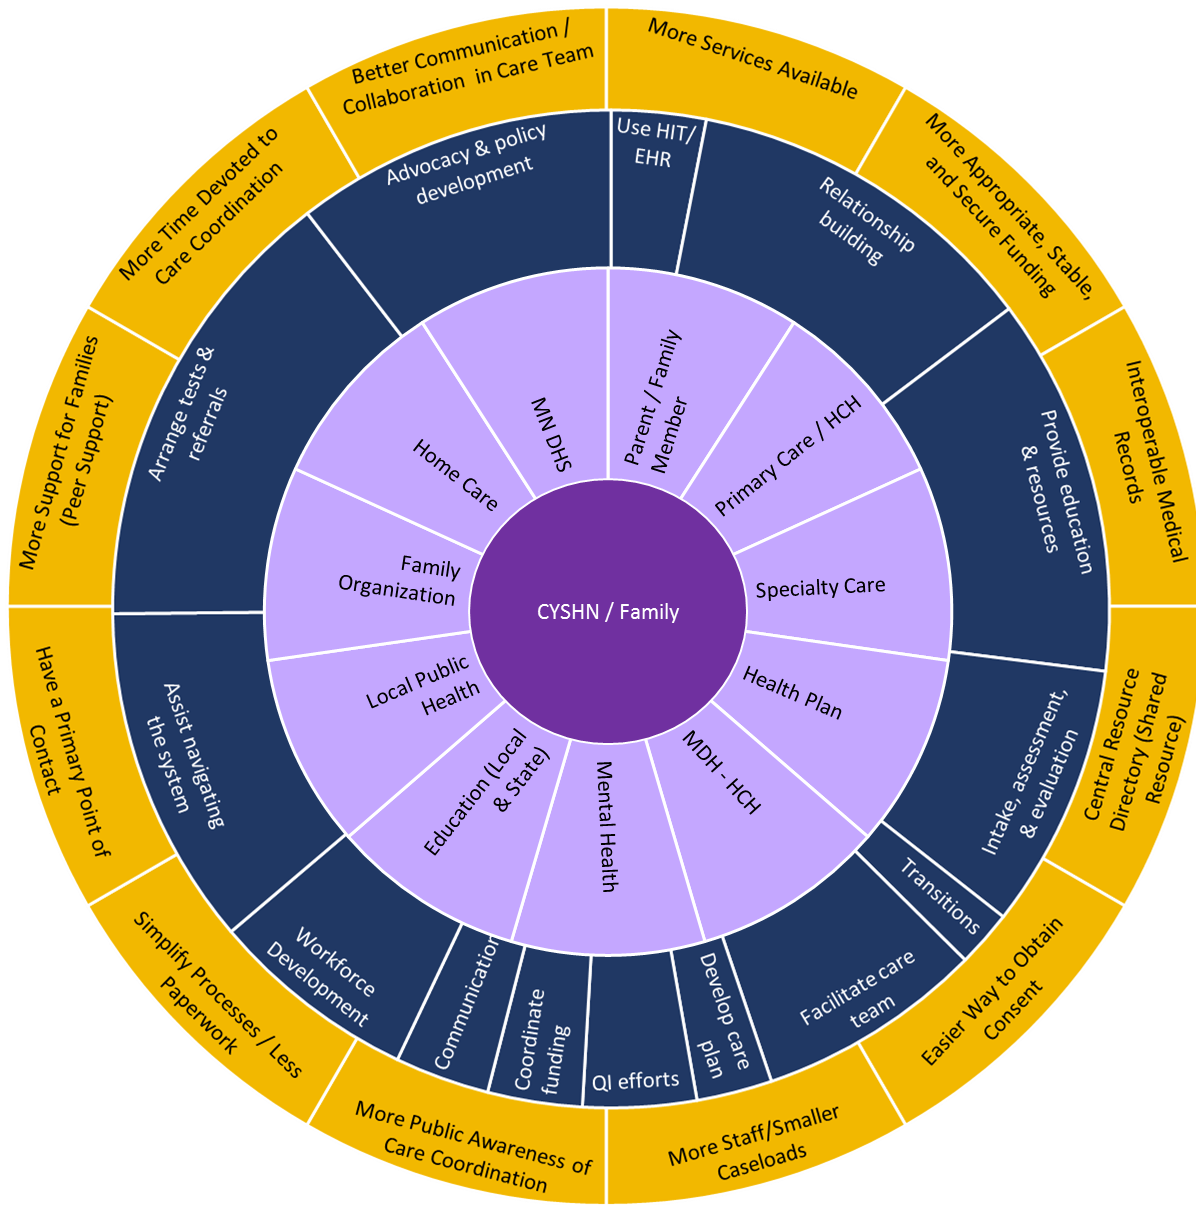 More Services Available
More Appropriate, Stable,
and Secure Funding
Interoperable Medical
Records
Central Resource
Directory (Shared
Resource)
Easier Way to Obtain
Consent
More Staff/Smaller
Caseloads
More Public Awareness of
Care Coordination
Simplify Processes / Less
Paperwork
Have a Primary Point of
Contact
More Support for Families
(Peer Support)
More Time Devoted to
Care Coordination
Better Communication /
Collaboration in Care Team
Use HIT/
EHR
Relationship
building
Provide education
& resources
Intake, assessment,
& evaluation
Transitions
Facilitate care
team
Develop care
plan
QI efforts
Coordinate
funding
Communication
Workforce
Development
Assist navigating
the system
Arrange tests &
referrals
Advocacy & policy
development
Parent / Family
Member
Primary Care / HCH
Specialty Care
Health Plan
MDH - HCH
Mental Health
Education (Local
& State)
Local Public
Health
Family
Organization
Home Care
MN DHS
CYSHN / Family